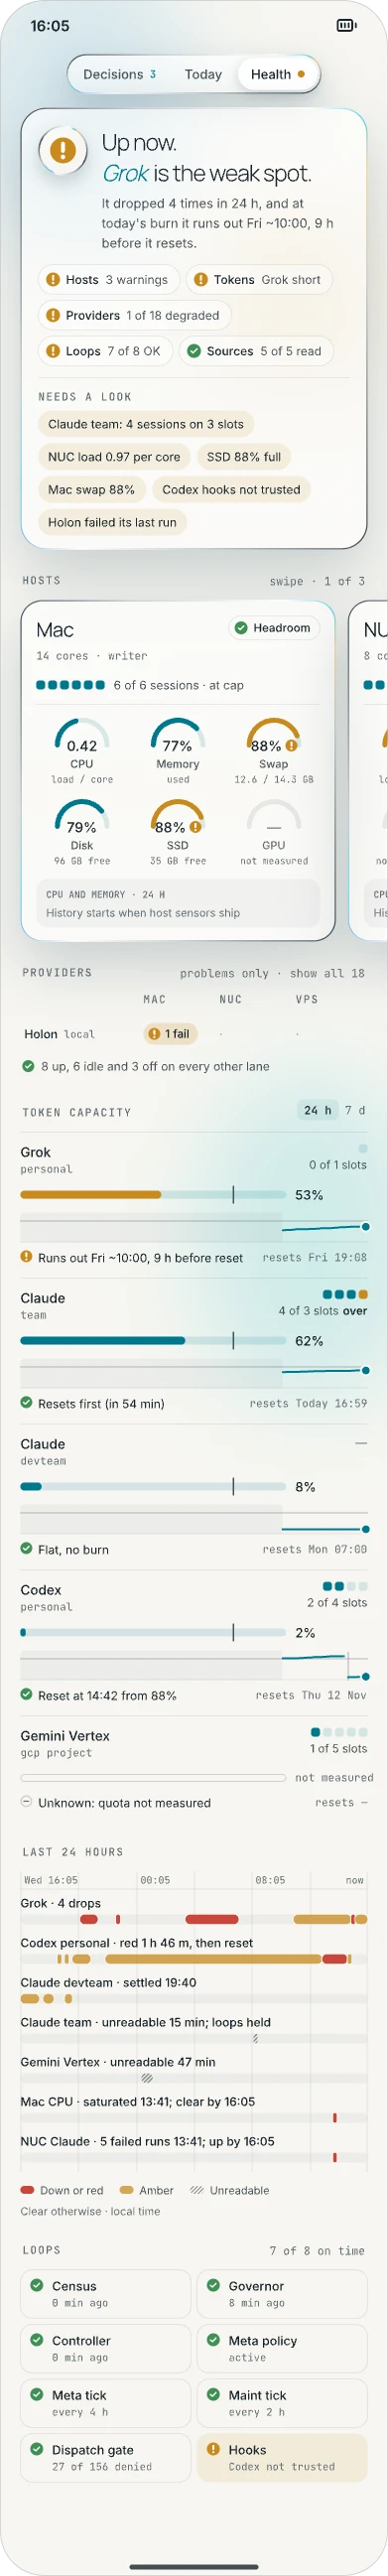 16:05
Decisions 3 Today Health
Up now.
Grok is the weak spot.
It dropped 4 times in 24 h, and at
today's burn it runs out Fri ~10:00, 9 h
before it resets.
Hosts 3 warnings
Tokens Grok short
Providers 1 of 18 degraded
Loops 7 of 8 OK
Sources 5 of 5 read
NEEDS A LOOK
Claude team: 4 sessions on 3 slots
NUC load 0.97 per core
SSD 88% full
Mac swap 88%
Codex hooks not trusted
Holon failed its last run
HOSTS swipe · 1 of 3
Mac
Headroom
14 cores · writer
6 of 6 sessions · at cap
0.42 77% 88%
CPU Memory Swap
load / core used 12.6 / 14.3 GB
79% 88% —
Disk SSD GPU
96 GB free 35 GB free not measured
CPU AND MEMORY · 24 H
History starts when host sensors ship
NU
8 co
lo
no
CPU
His
PROVIDERS problems only · show all 18
MAC NUC VPS
Holon local 1 fail · ·
8 up, 6 idle and 3 off on every other lane
TOKEN CAPACITY 24 h 7 d
Grok
personal 0 of 1 slots
53%
Runs out Fri ~10:00, 9 h before reset resets Fri 19:08
Claude
team 4 of 3 slots over
62%
Resets first (in 54 min) resets Today 16:59
Claude —
devteam
8%
Flat, no burn resets Mon 07:00
Codex
personal 2 of 4 slots
2%
Reset at 14:42 from 88% resets Thu 12 Nov
Gemini Vertex
gcp project 1 of 5 slots
not measured
Unknown: quota not measured resets —
LAST 24 HOURS
Wed 16:05 00:05 08:05 now
Grok · 4 drops
Codex personal · red 1 h 46 m, then reset
Claude devteam · settled 19:40
Claude team · unreadable 15 min; loops held
Gemini Vertex · unreadable 47 min
Mac CPU · saturated 13:41; clear by 16:05
NUC Claude · 5 failed runs 13:41; up by 16:05
Down or red Amber Unreadable
Clear otherwise · local time
LOOPS 7 of 8 on time
Census
0 min ago
Governor
8 min ago
Controller
0 min ago
Meta policy
active
Meta tick
every 4 h
Maint tick
every 2 h
Dispatch gate
27 of 156 denied
Hooks
Codex not trusted